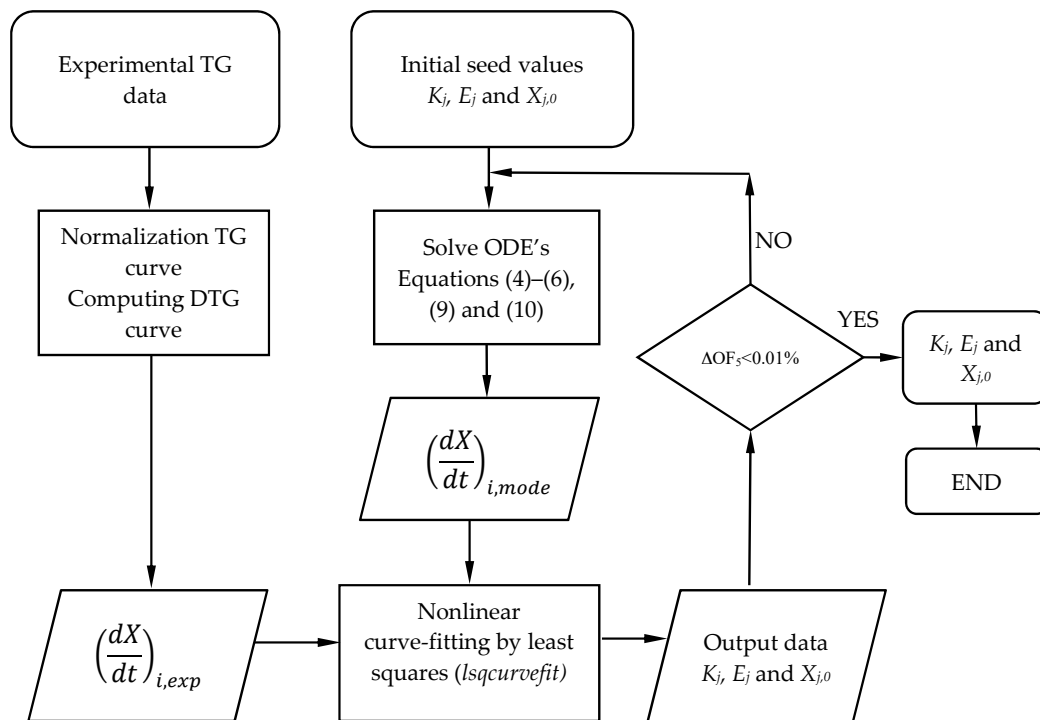 Experimental TG
data
Initial seed values
Kj, Ej and Xj,0
Normalization TG
curve
Computing DTG
curve
Solve ODE's
Equations (4)–(6),
(9) and (10)
NO
YES
ΔOF5<0.01%
Kj, Ej and
Xj,0
END
(dX/dt)i,mode
(dX/dt)i,exp
Nonlinear
curve-fitting by least
squares (lsqcurvefit)
Output data
Kj, Ej and Xj,0